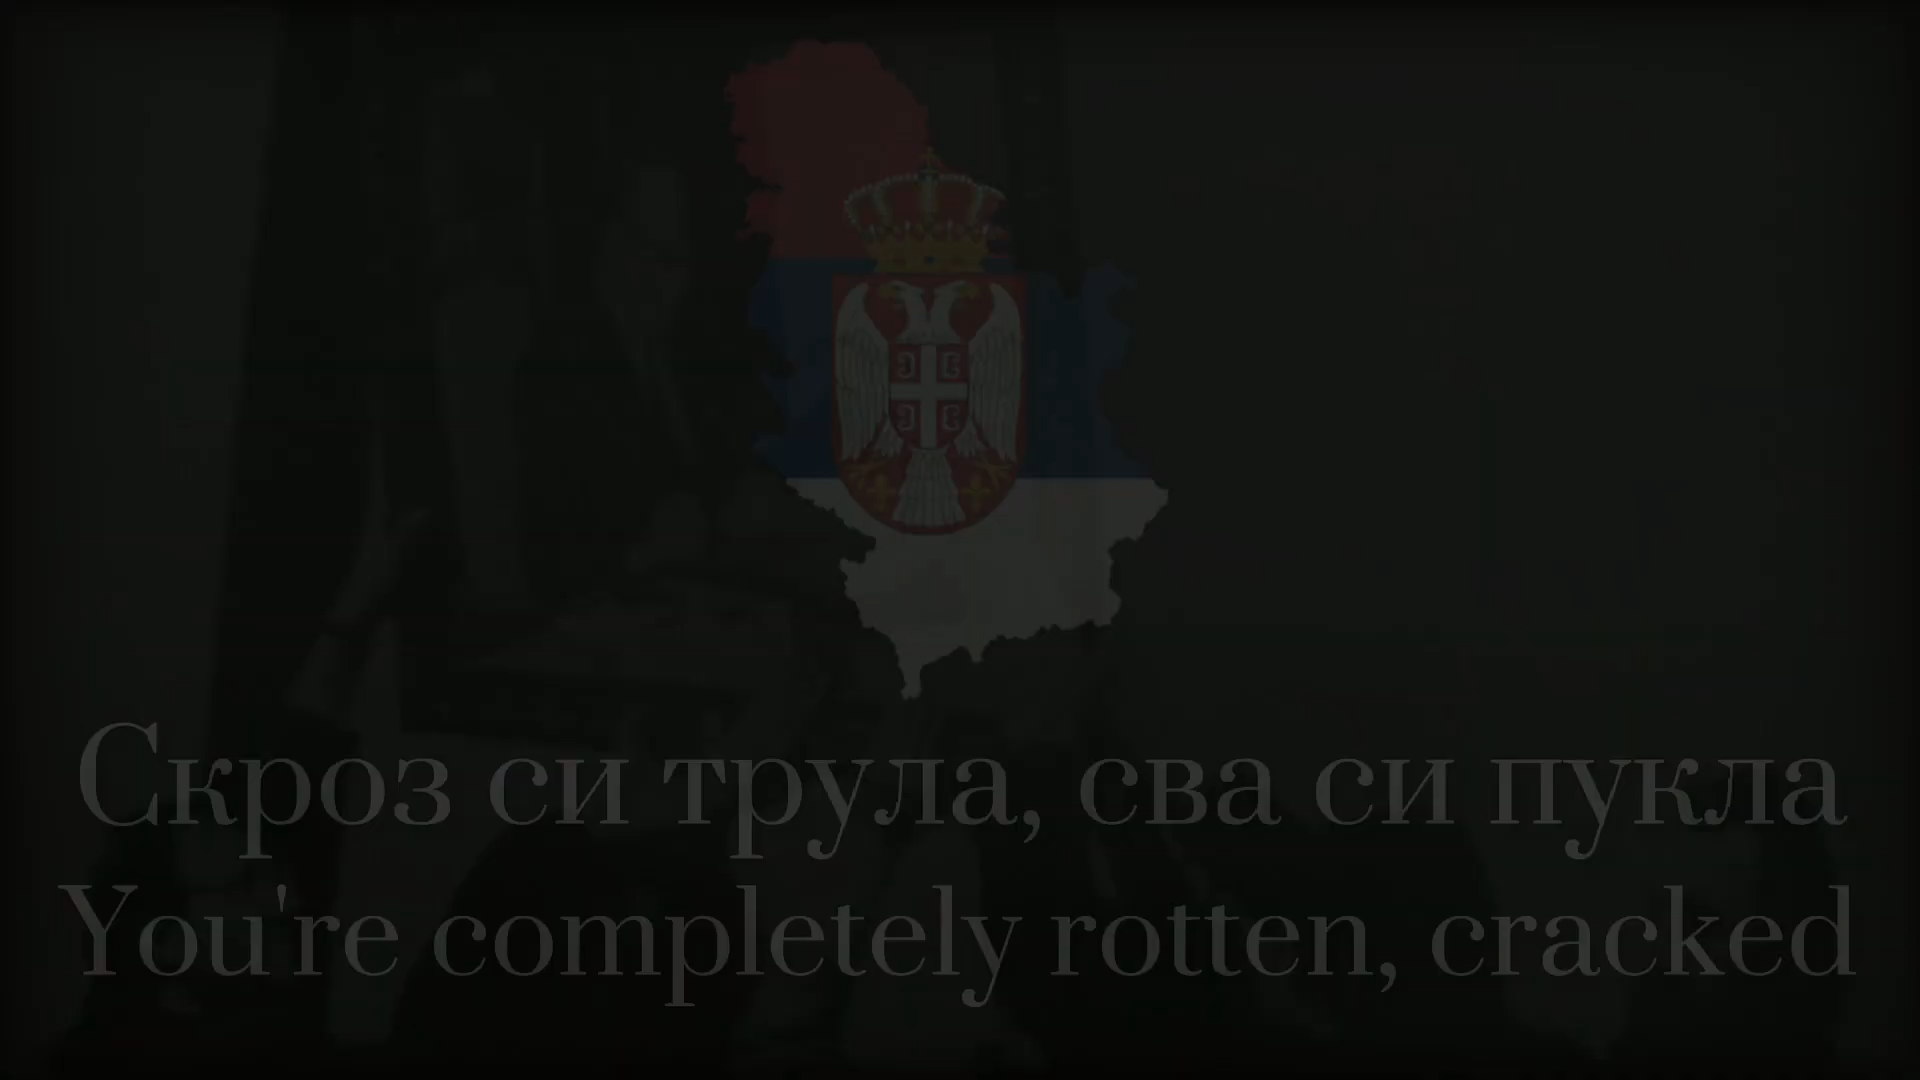 Скроз си трула, сва си пукла
You're completely rotten, cracked